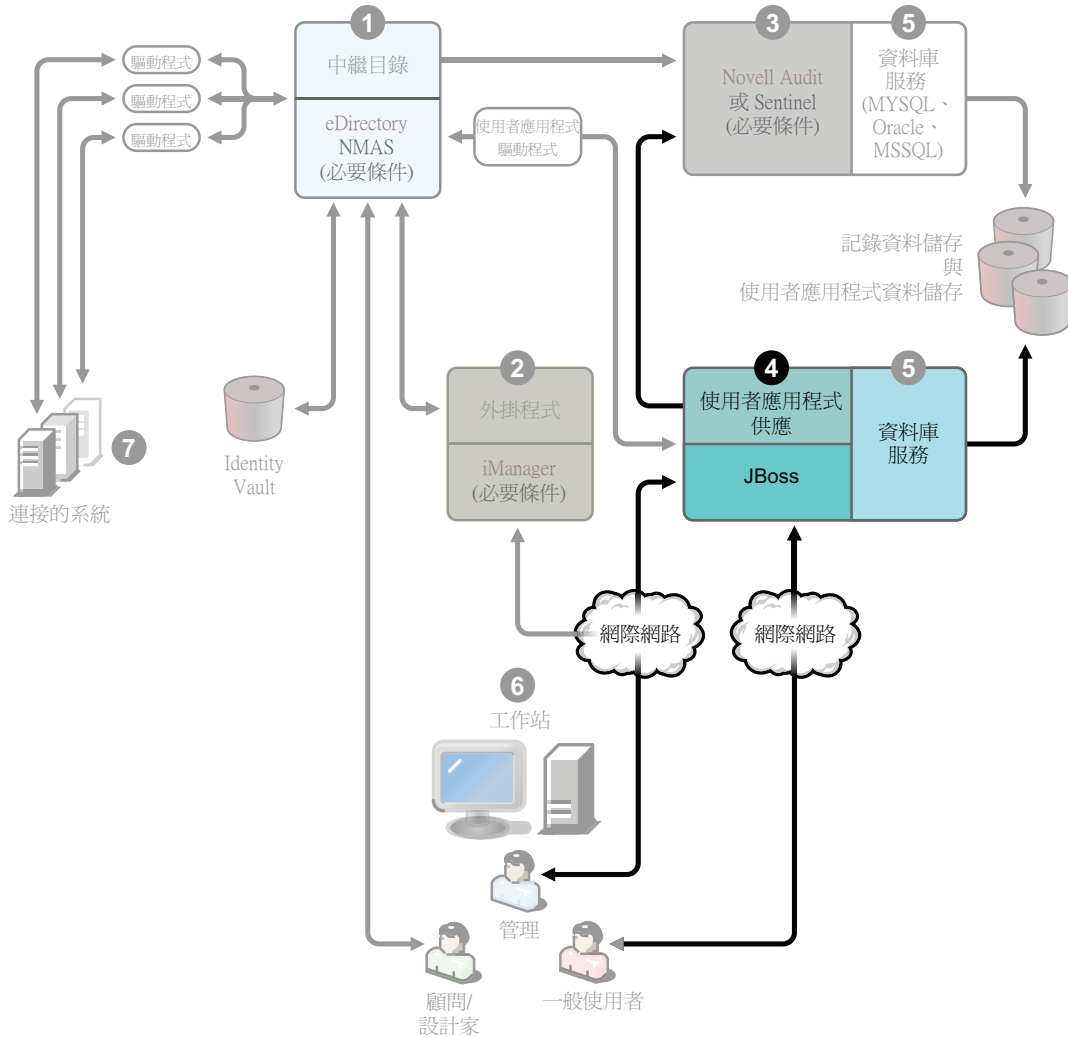 1
中繼目錄
eDirectory
NMAS
(必要條件)
驅動程式
驅動程式
驅動程式
使用者應用程式
驅動程式
3
Novell Audit
或 Sentinel
(必要條件)
5
資料庫
服務
(MYSQL、
Oracle、
MSSQL)
記錄資料儲存
與
使用者應用程式資料儲存
2
外掛程式
iManager
(必要條件)
4
使用者應用程式
供應
JBoss
5
資料庫
服務
Identity
Vault
7
連接的系統
網際網路
網際網路
6
工作站
管理
顧問/
設計家
一般使用者